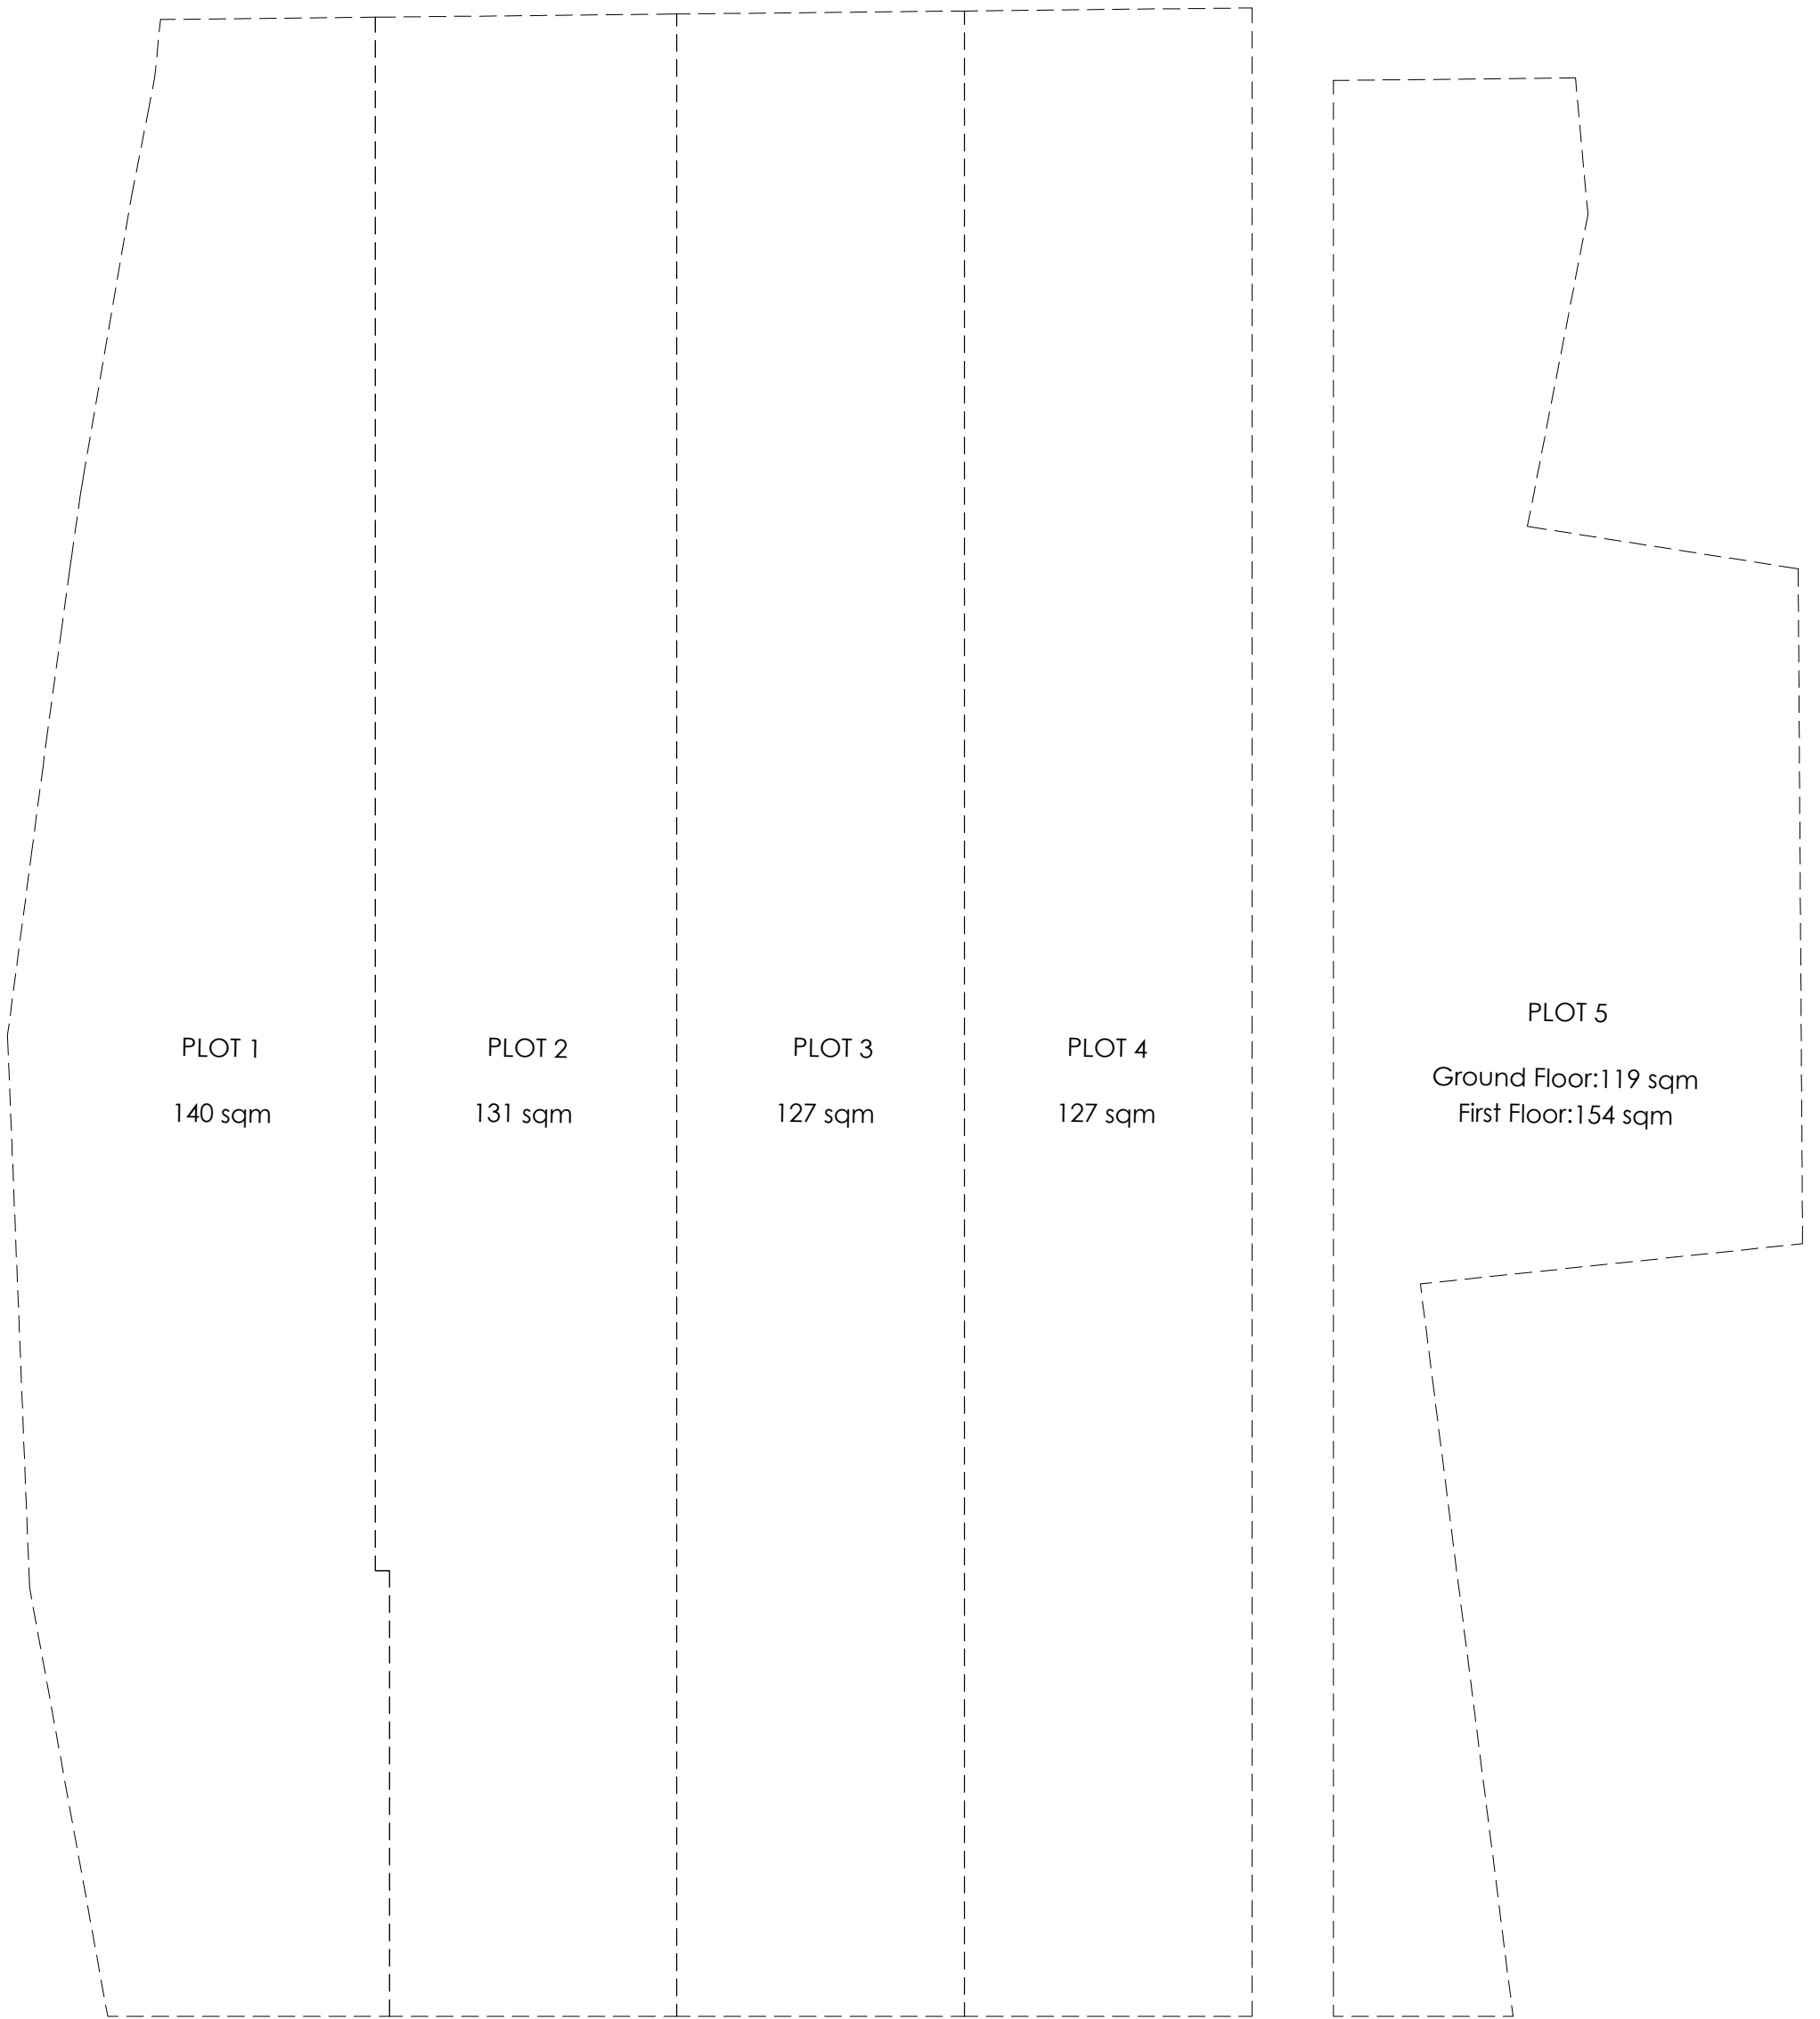 PLOT 1
140 sqm
PLOT 2
131 sqm
PLOT 3
127 sqm
PLOT 4
127 sqm
PLOT 5
Ground Floor:119 sqm
First Floor:154 sqm